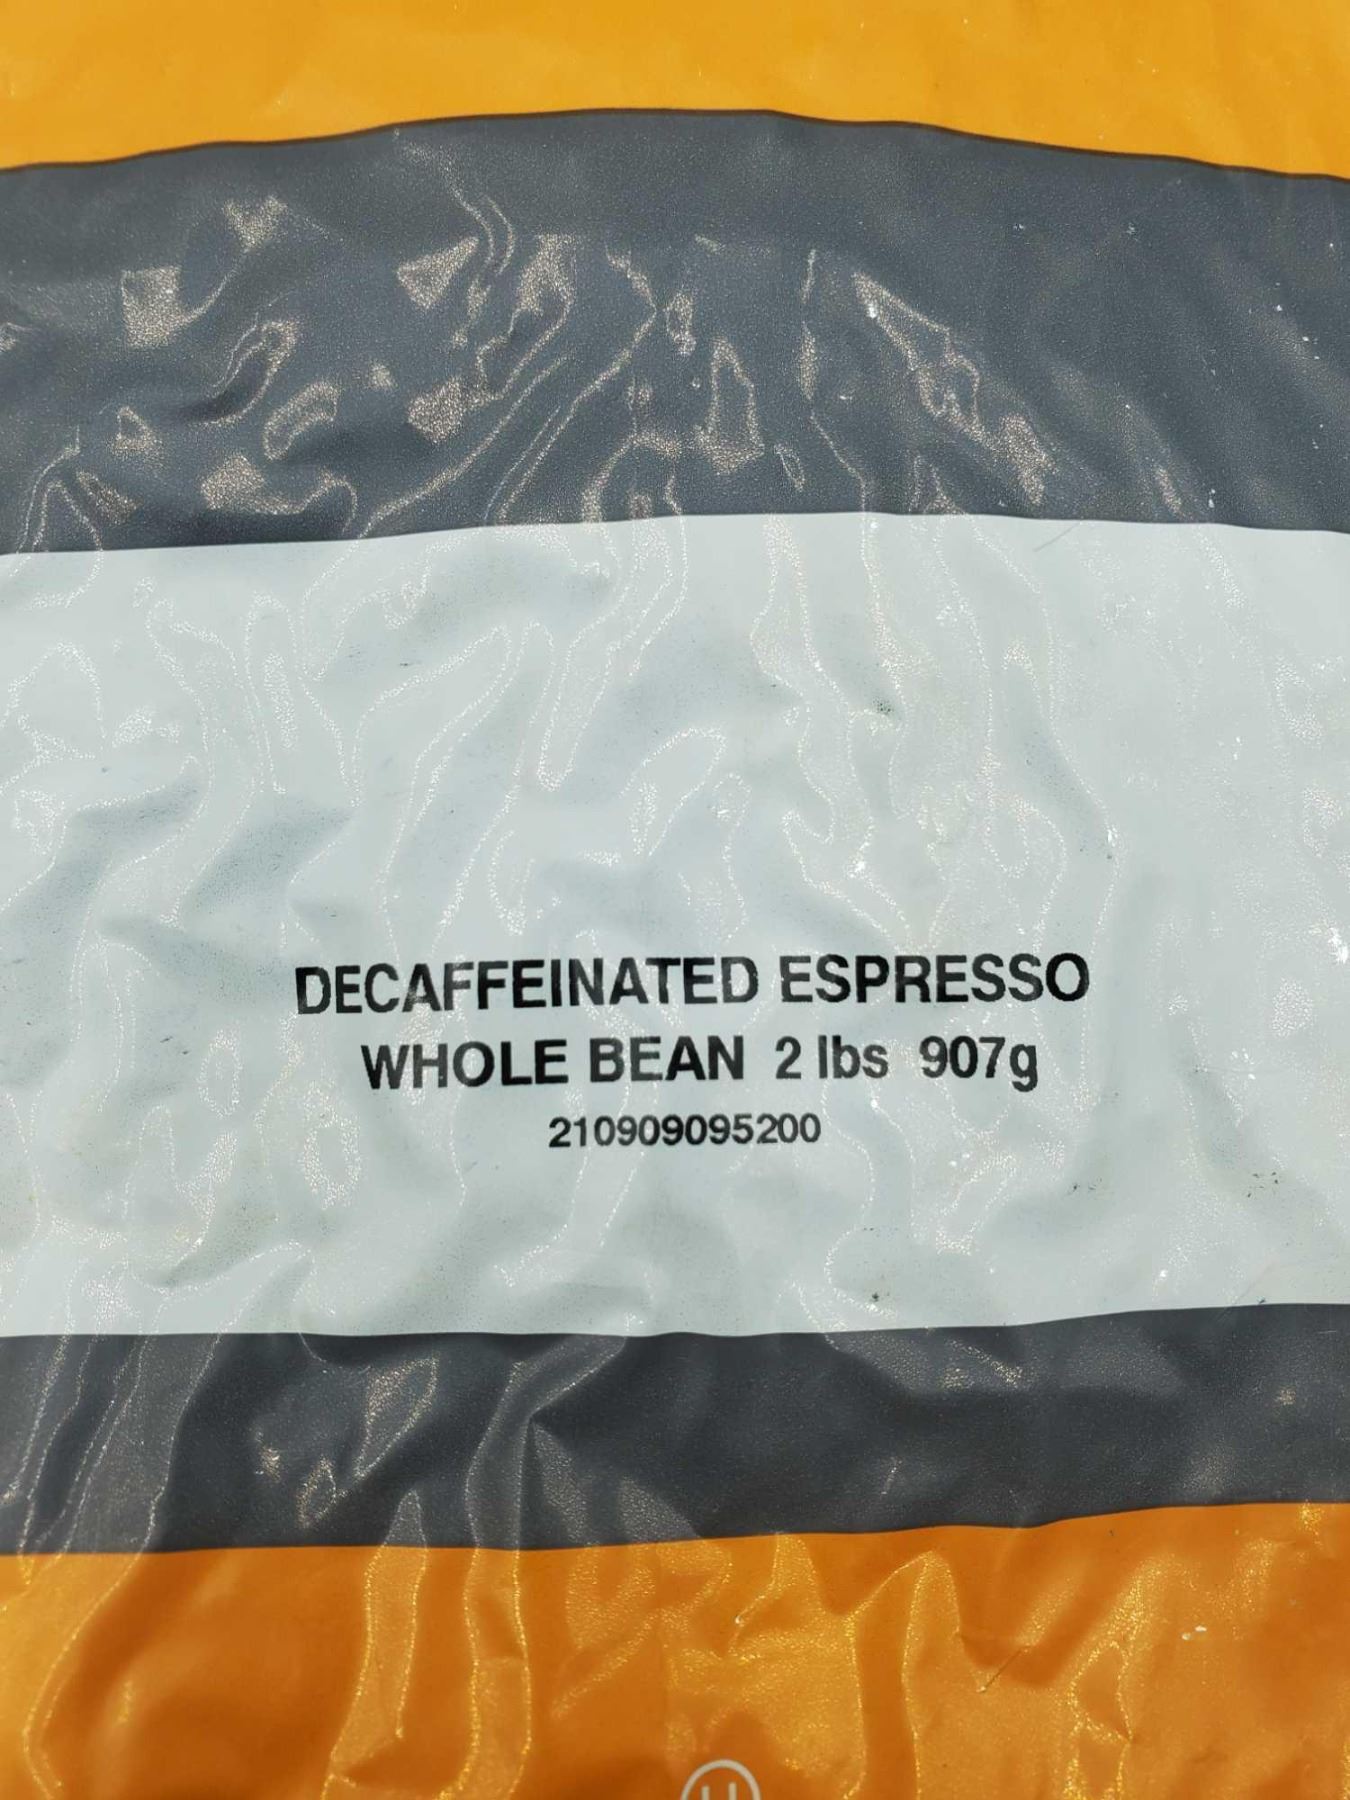 DECAFFEINATED ESPRESSO
WHOLE BEAN 2 lbs 907g
210909095200
U